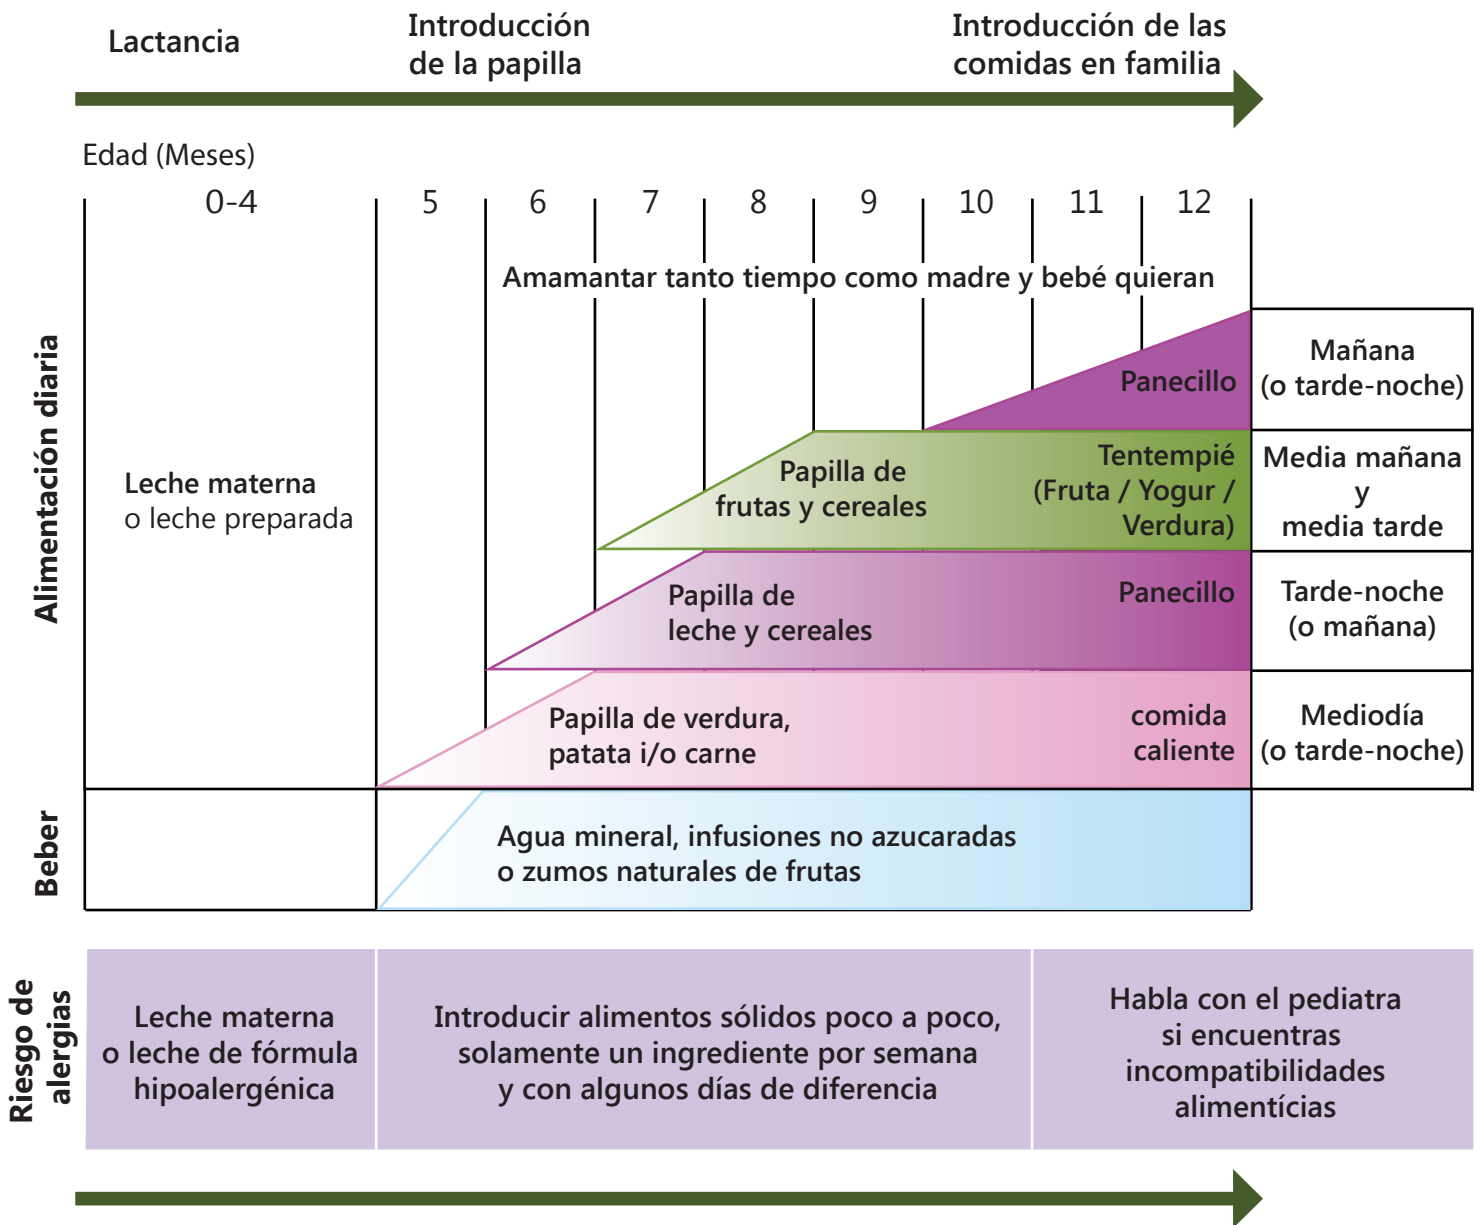 Lactancia
Introducción
de la papilla
Introducción de las
comidas en familia
Edad (Meses)
0-4
5
6
7
8
9
10
11
12
Amamantar tanto tiempo como madre y bebé quieran
Alimentación diaria
Leche materna
o leche preparada
Panecillo
Mañana
(o tarde-noche)
Papilla de
frutas y cereales
Tentempié
(Fruta / Yogur /
Verdura)
Media mañana
y
media tarde
Papilla de
leche y cereales
Panecillo
Tarde-noche
(o mañana)
Papilla de verdura,
patata i/o carne
comida
caliente
Mediodía
(o tarde-noche)
Beber
Agua mineral, infusiones no azucaradas
o zumos naturales de frutas
Riesgo de
alergias
Leche materna
o leche de fórmula
hipoalergénica
Introducir alimentos sólidos poco a poco,
solamente un ingrediente por semana
y con algunos días de diferencia
Habla con el pediatra
si encuentras
incompatibilidades
alimentícias